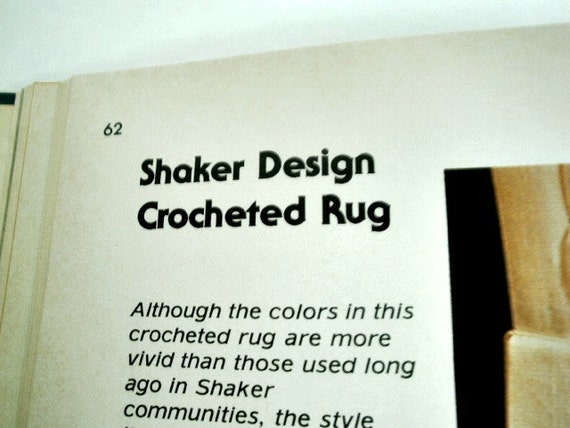 62
Shaker Design
Crocheted Rug
Although the colors in this
crocheted rug are more
vivid than those used long
ago in Shaker
communities, the style